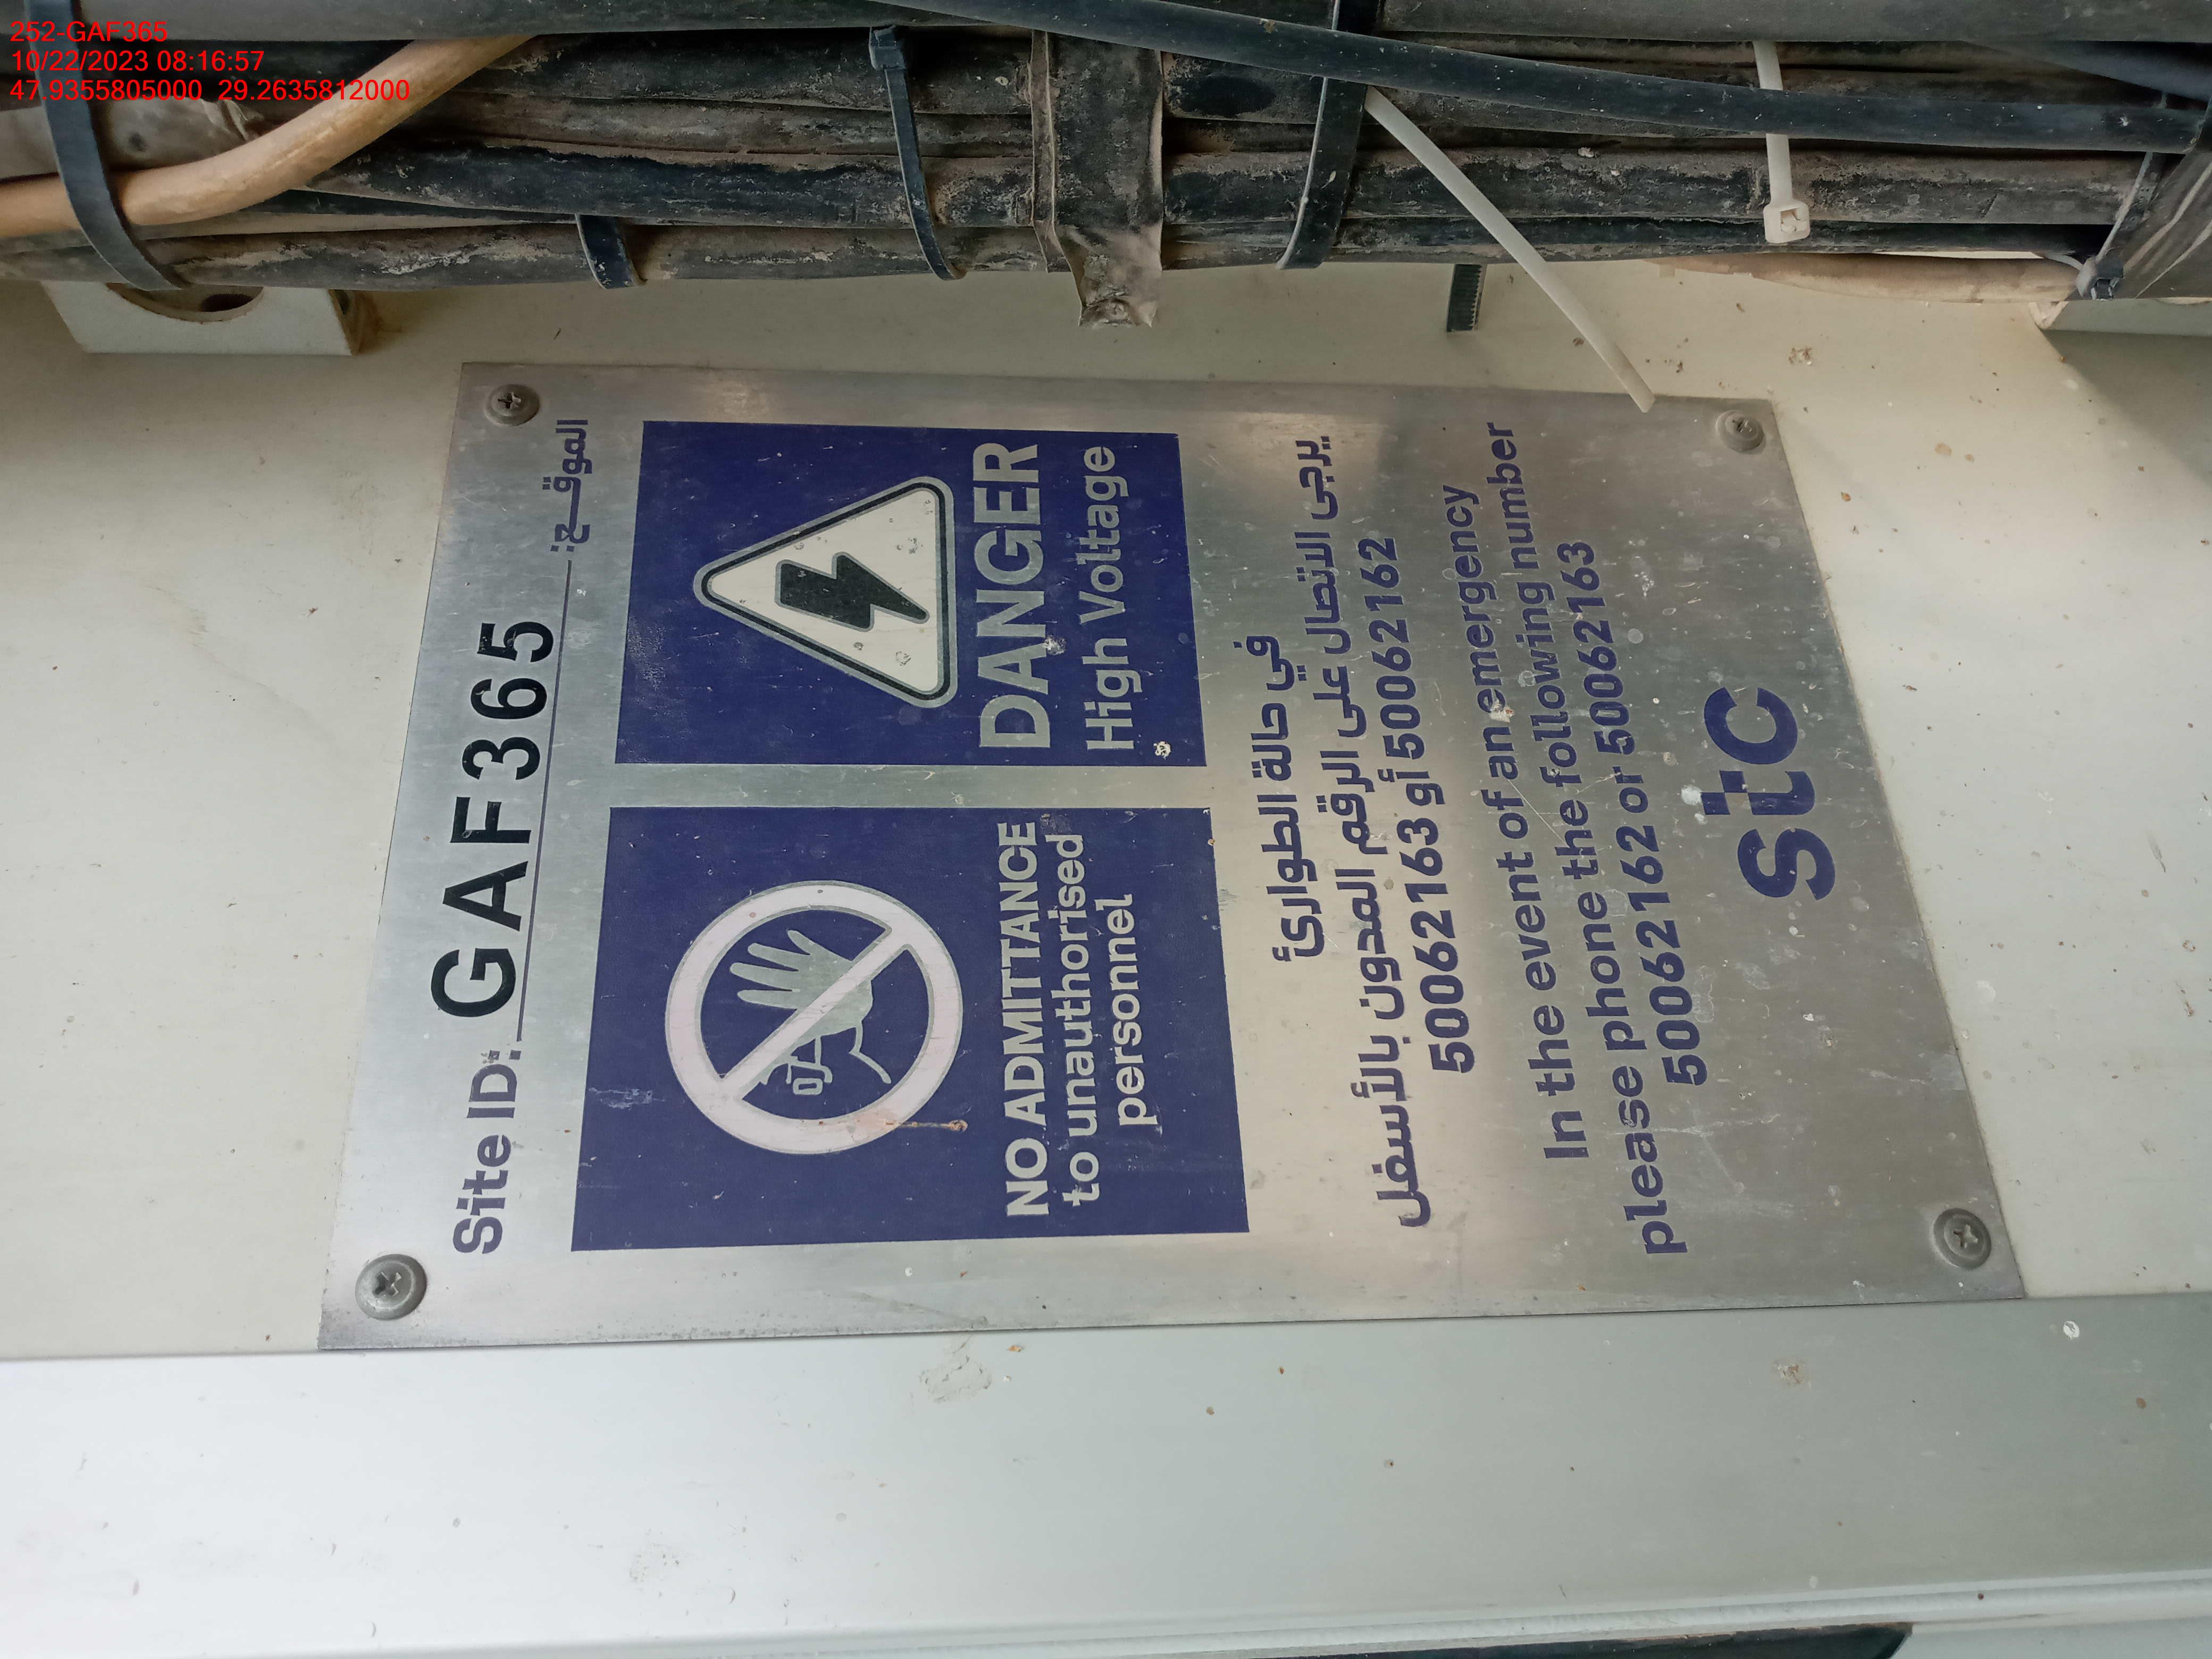 252-GAF365
10/22/2023 08:16:57
47.9355805000 29.2635812000
Site ID: GAF365 الموقـــع:
NO ADMITTANCE
to unauthorised
personnel
DANGER
High Voltage
في حالة الطوارئ
يرجى الاتصال على الرقم المدون بالأسفل
50062163 أو 50062162
In the event of an emergency
please phone the following number
50062162 or 50062163
stc